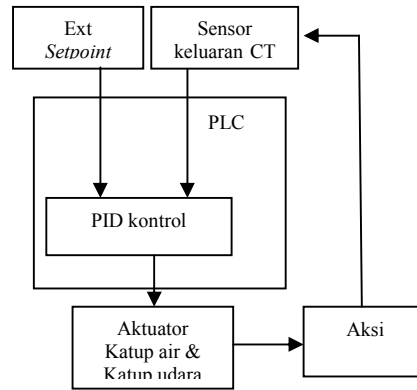 Ext
Setpoint
Sensor
keluaran CT
PLC
PID kontrol
Aktuator
Katup air &
Katup udara
Aksi